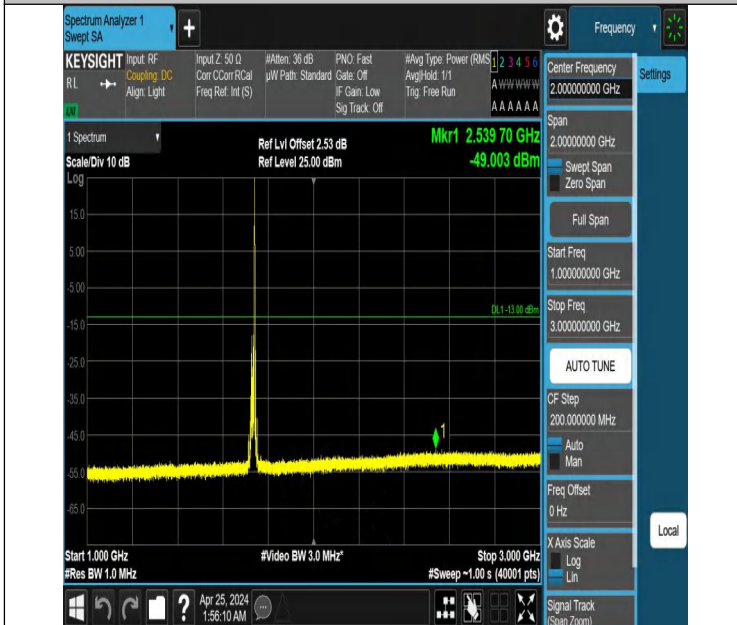 Spectrum Analyzer 1
Swept SA
+
Frequency
KEYSIGHT
RL
Input: RF
Coupling: DC
Align: Light
Input Z: 50 Ω
Corr CCorr RCal
Freq Ref: Int (S)
#Atten: 36 dB
µW Path: Standard
PNO: Fast
Gate: Off
IF Gain: Low
Sig Track: Off
#Avg Type: Power (RMS
Avg|Hold: 1/1
Trig: Free Run
1 2 3 4 5 6
A W W W W W
A A A A A A
1 Spectrum
Scale/Div 10 dB
Log
Ref Lvl Offset 2.53 dB
Ref Level 25.00 dBm
Mkr1 2.539 70 GHz
-49.003 dBm
15.0
5.00
-5.00
-15.0
-25.0
-35.0
-45.0
-55.0
-65.0
DL1 -13.00 dBm
1
Start 1.000 GHz
#Res BW 1.0 MHz
#Video BW 3.0 MHz*
Stop 3.000 GHz
#Sweep ~1.00 s (40001 pts)
?
Apr 25, 2024
1:56:10 AM
Center Frequency
2.000000000 GHz
Settings
Span
2.00000000 GHz
Swept Span
Zero Span
Full Span
Start Freq
1.000000000 GHz
Stop Freq
3.000000000 GHz
AUTO TUNE
CF Step
200.000000 MHz
Auto
Man
Freq Offset
0 Hz
X Axis Scale
Log
Lin
Local
Signal Track
(Span Zoom)